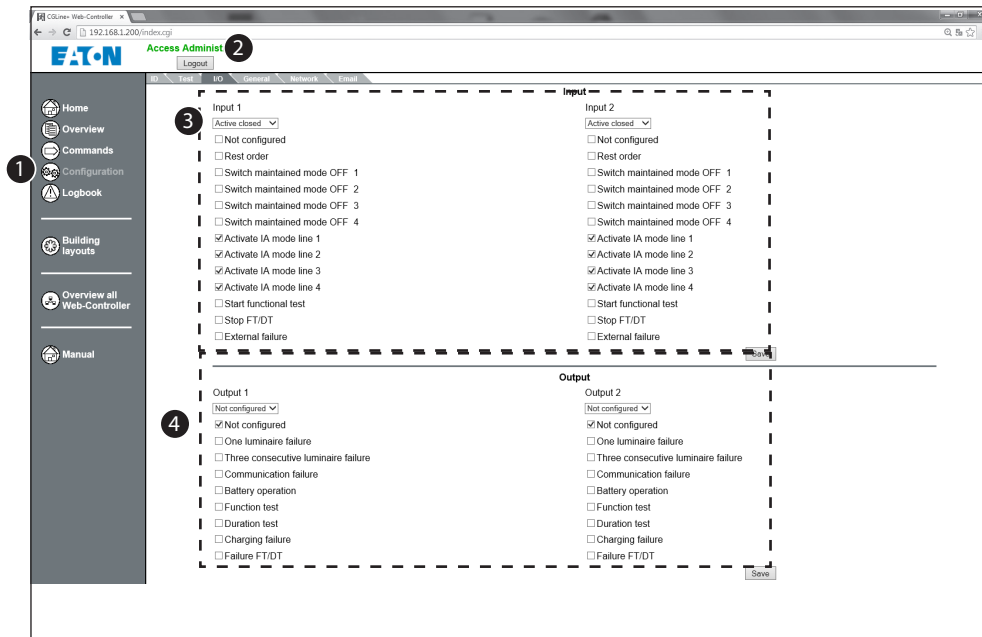 CGLine+ Web-Controller ×
192.168.1.200/index.cgi
EATON
Access Administ
2
Logout
ID Test I/O General Network Email
1
Home
Overview
Commands
Configuration
Logbook
Building
layouts
Overview all
Web-Controller
Manual
Input
3
Input 1 Input 2
Active closed Active closed
Not configured Not configured
Rest order Rest order
Switch maintained mode OFF 1 Switch maintained mode OFF 1
Switch maintained mode OFF 2 Switch maintained mode OFF 2
Switch maintained mode OFF 3 Switch maintained mode OFF 3
Switch maintained mode OFF 4 Switch maintained mode OFF 4
Activate IA mode line 1 Activate IA mode line 1
Activate IA mode line 2 Activate IA mode line 2
Activate IA mode line 3 Activate IA mode line 3
Activate IA mode line 4 Activate IA mode line 4
Start functional test Start functional test
Stop FT/DT Stop FT/DT
External failure External failure
Save
Output
4
Output 1 Output 2
Not configured Not configured
Not configured Not configured
One luminaire failure One luminaire failure
Three consecutive luminaire failure Three consecutive luminaire failure
Communication failure Communication failure
Battery operation Battery operation
Function test Function test
Duration test Duration test
Charging failure Charging failure
Failure FT/DT Failure FT/DT
Save